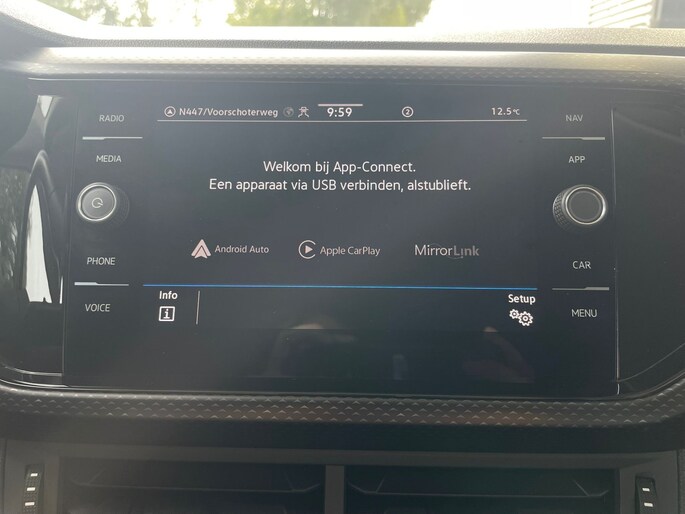 RADIO
N447/Voorschoterweg 9:59 2 12.5°C
NAV
MEDIA
APP
Welkom bij App-Connect.
Een apparaat via USB verbinden, alstublieft.
Android Auto
Apple CarPlay
MirrorLink
PHONE
CAR
Info
Setup
VOICE
i
MENU